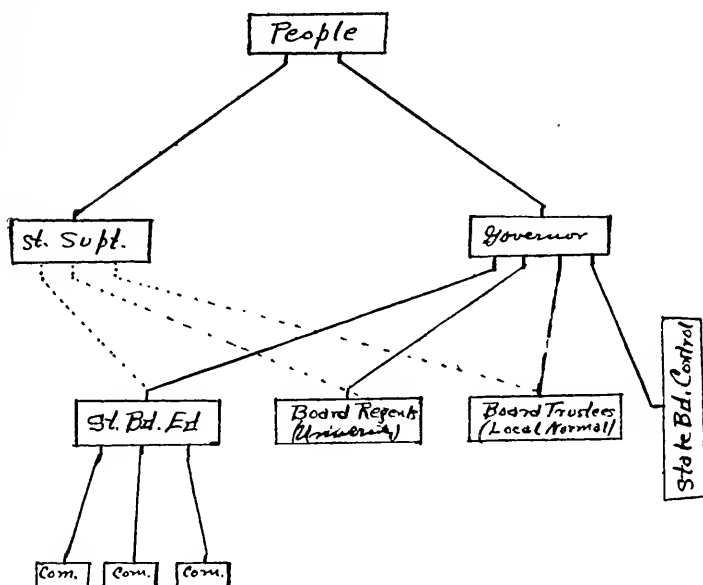 People
St. Supt.
Governor
State Bd. Control
St. Bd. Ed
Board Regents
(University)
Board Trustees
(Local Normal)
Com.
Com.
Com.